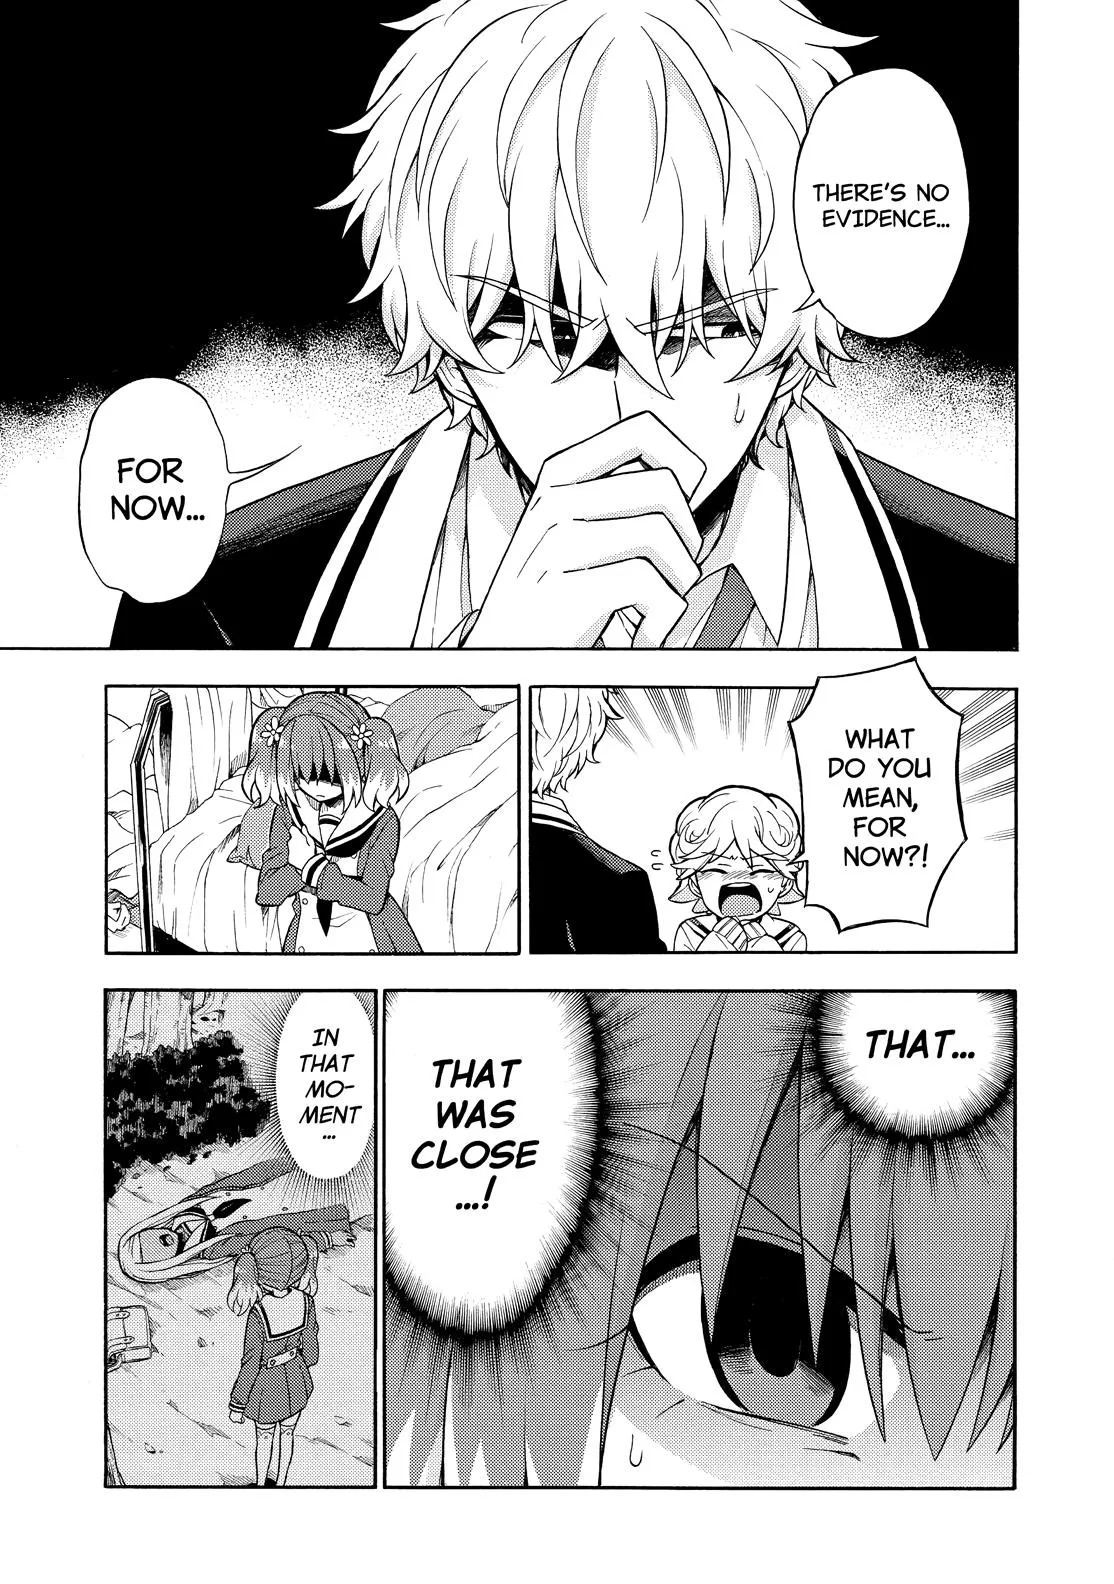 THERE'S NO
EVIDENCE...
FOR
NOW...
WHAT
DO YOU
MEAN,
FOR
NOW?!
THAT...
THAT
WAS
CLOSE
...!
IN
THAT
MO-
MENT
...